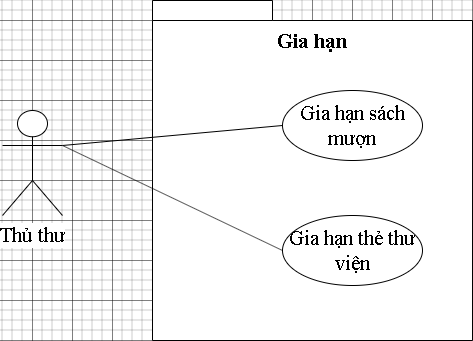 Gia hạn
Gia hạn sách
mượn
Thủ thư
Gia hạn thẻ thư
viện